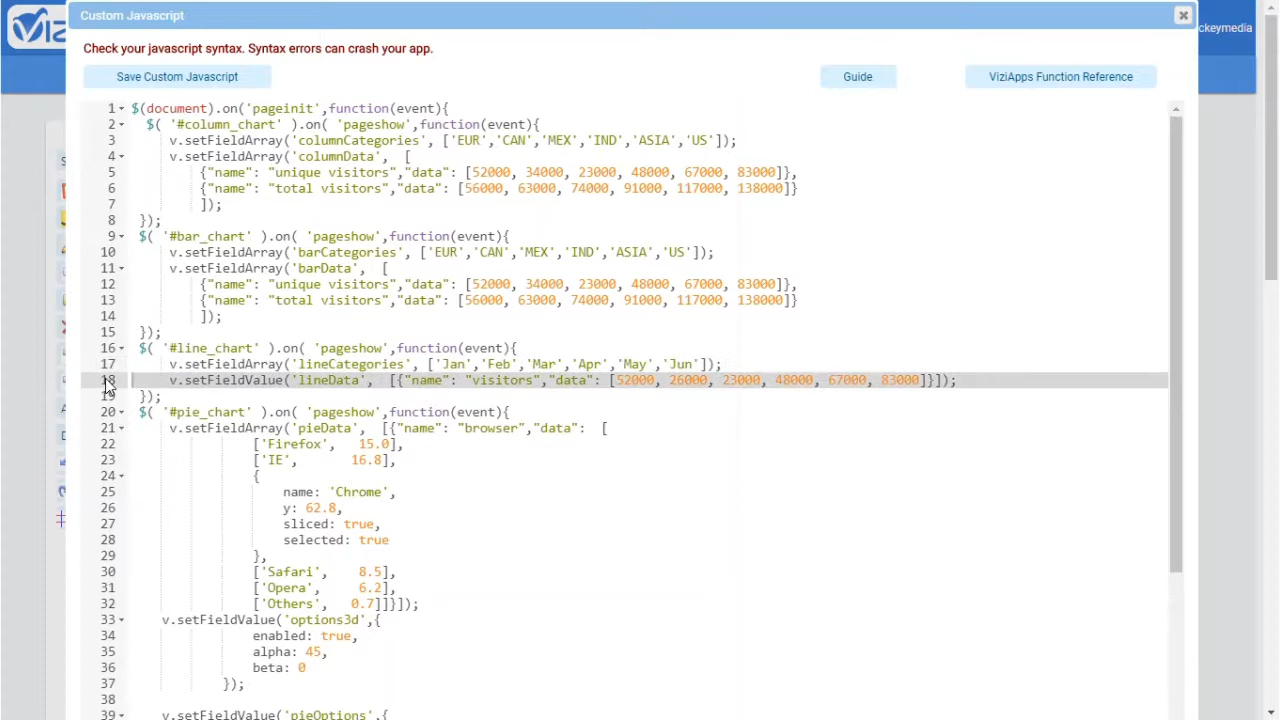 Custom Javascript
ckeymedia
Check your javascript syntax. Syntax errors can crash your app.
Save Custom Javascript
Guide
ViziApps Function Reference
1 $(document).on('pageinit',function(event){
2 $( '#column_chart' ).on( 'pageshow',function(event){
3 v.setFieldArray('columnCategories', ['EUR','CAN','MEX','IND','ASIA','US']);
4 v.setFieldArray('columnData', [
5 {"name": "unique visitors","data": [52000, 34000, 23000, 48000, 67000, 83000]},
6 {"name": "total visitors","data": [56000, 63000, 74000, 91000, 117000, 138000]}
7 ]);
8 });
9 $( '#bar_chart' ).on( 'pageshow',function(event){
10 v.setFieldArray('barCategories', ['EUR','CAN','MEX','IND','ASIA','US']);
11 v.setFieldArray('barData', [
12 {"name": "unique visitors","data": [52000, 34000, 23000, 48000, 67000, 83000]},
13 {"name": "total visitors","data": [56000, 63000, 74000, 91000, 117000, 138000]}
14 ]);
15 });
16 $( '#line_chart' ).on( 'pageshow',function(event){
17 v.setFieldArray('lineCategories', ['Jan','Feb','Mar','Apr','May','Jun']);
18 v.setFieldValue('lineData', [{"name": "visitors","data": [52000, 26000, 23000, 48000, 67000, 83000]}]);
19 });
20 $( '#pie_chart' ).on( 'pageshow',function(event){
21 v.setFieldArray('pieData', [{"name": "browser","data": [
22 ['Firefox', 15.0],
23 ['IE', 16.8],
24 {
25 name: 'Chrome',
26 y: 62.8,
27 sliced: true,
28 selected: true
29 },
30 ['Safari', 8.5],
31 ['Opera', 6.2],
32 ['Others', 0.7]]}]);
33 v.setFieldValue('options3d',{
34 enabled: true,
35 alpha: 45,
36 beta: 0
37 });
38
39 v.setFieldValue('pieOptions',{